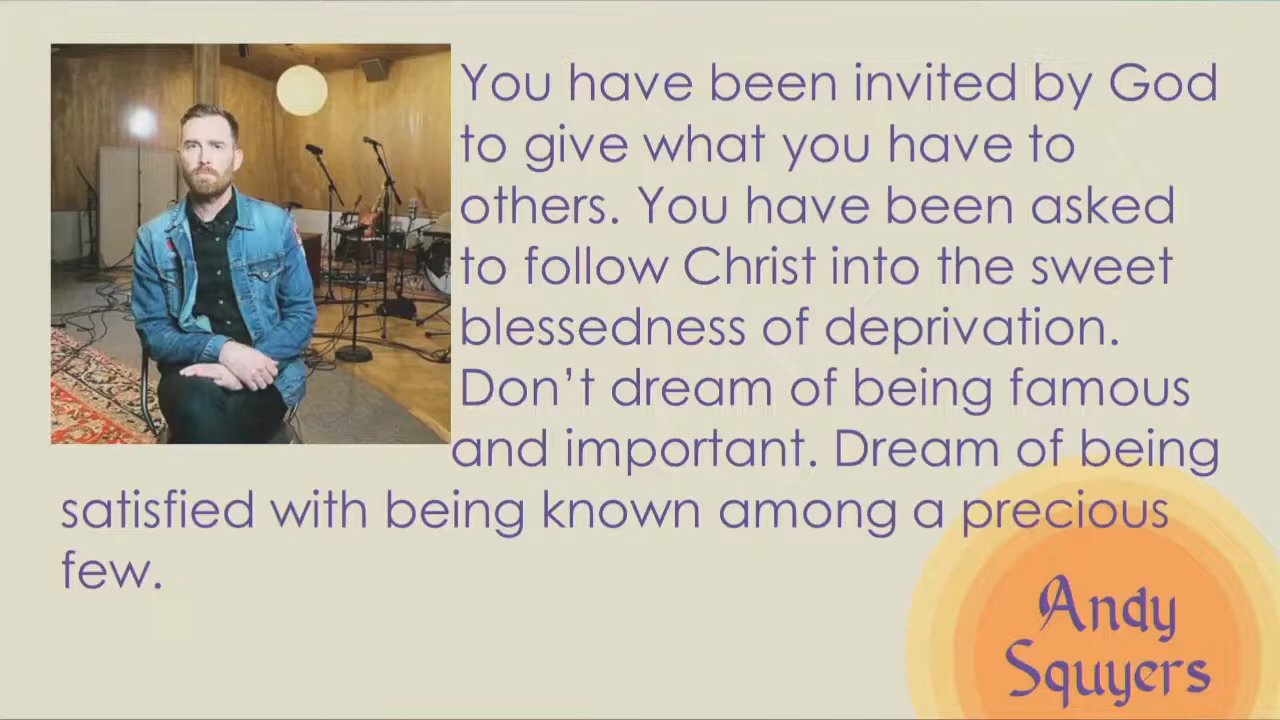 You have been invited by God
to give what you have to
others. You have been asked
to follow Christ into the sweet
blessedness of deprivation.
Don’t dream of being famous
and important. Dream of being
satisfied with being known among a precious
few.
Andy
Squyers